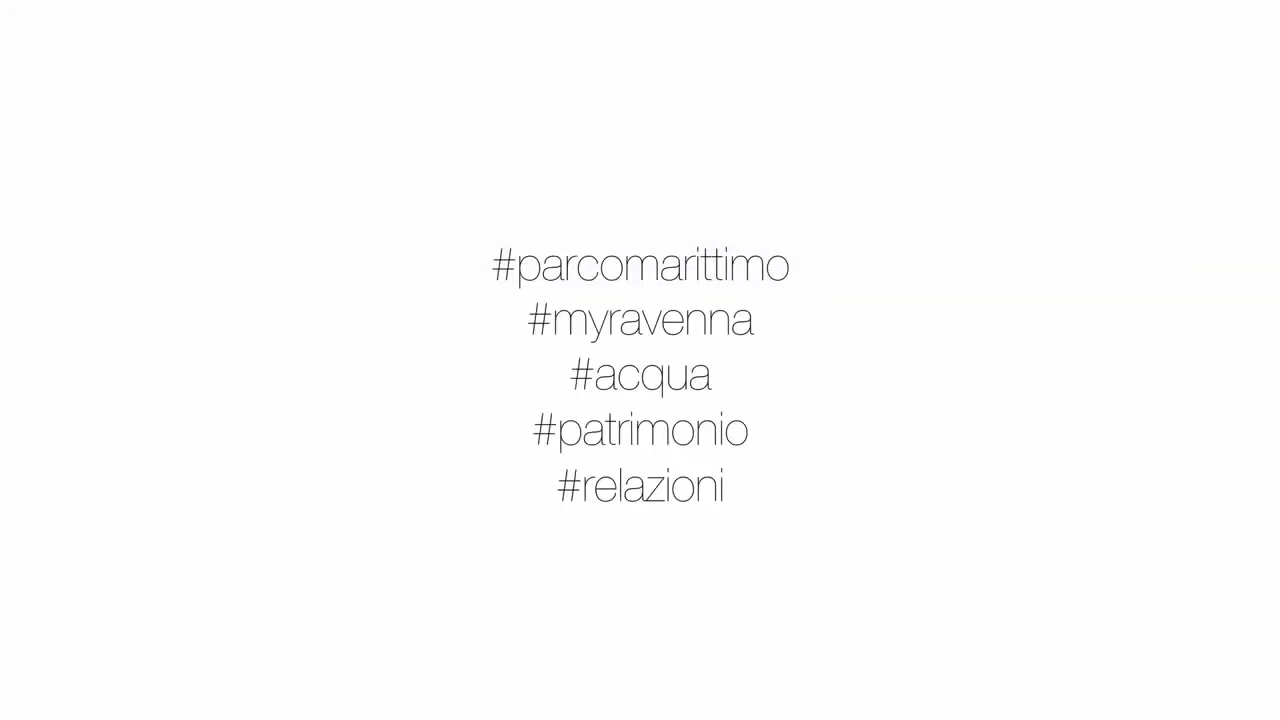 #parcomarittimo
#myravenna
#acqua
#patrimonio
#relazioni